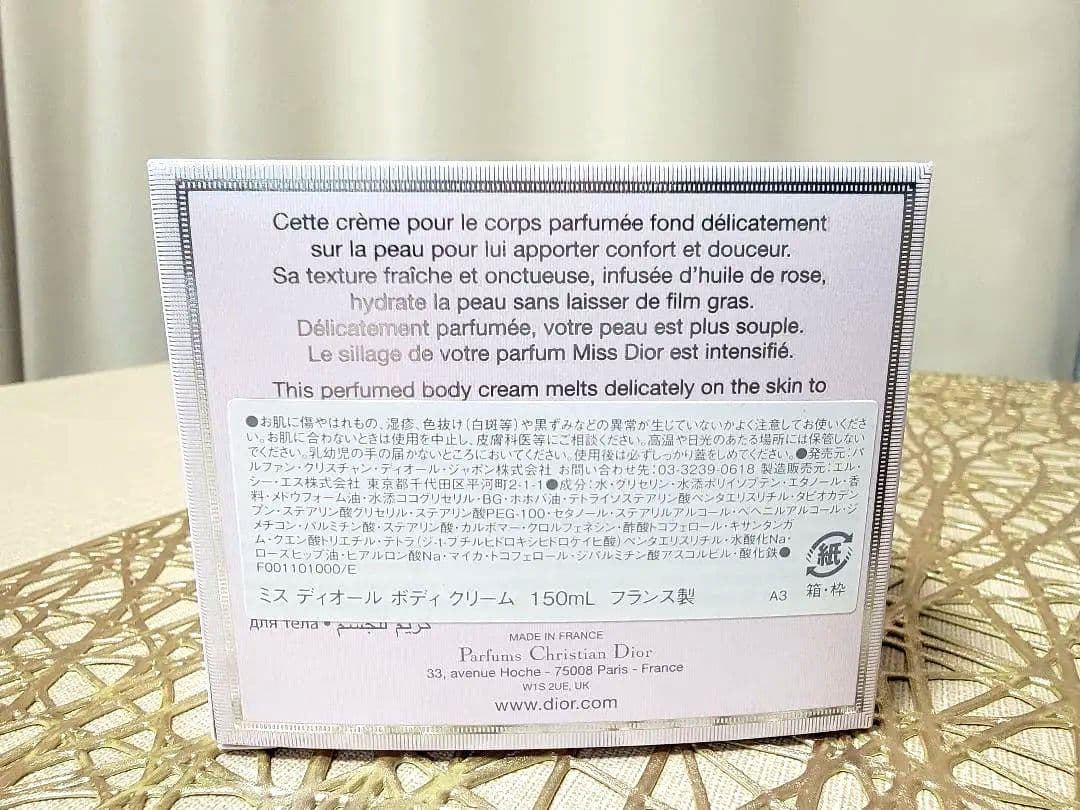 Cette crème pour le corps parfumée fond délicatement
sur la peau pour lui apporter confort et douceur.
Sa texture fraîche et onctueuse, infusée d'huile de rose,
hydrate la peau sans laisser de film gras.
Délicatement parfumée, votre peau est plus souple.
Le sillage de votre parfum Miss Dior est intensifié.
This perfumed body cream melts delicately on the skin to
●お肌に傷やはれもの、湿疹、色抜け(白斑等)や黒ずみなどの異常が生じていないかよく注意してお使いくださ
い。お肌に合わないときは使用を中止し、皮膚科医等にご相談ください。高温や日光のあたる場所には保管しない
でください。乳幼児の手の届かないところにおいてください。使用後は必ずしっかり蓋をしめてください。●発売元:パ
ルファン・クリスチャン・ディオール・ジャポン株式会社 お問い合わせ先:03-3239-0618 製造販売元:エル・
シー・エス株式会社 東京都千代田区平河町2-1-1●成分:水・グリセリン・水添ポリイソブテン・エタノール・香
料・メドウフォーム油・水添ココグリセリル・BG・ホホバ油・テトライソステアリン酸ペンタエリスリチル・タピオカデン
プン・ステアリン酸グリセリル・ステアリン酸PEG-100・セタノール・ステアリルアルコール・ベヘニルアルコール・ジ
メチコン・パルミチン酸・ステアリン酸・カルボマー・クロルフェネシン・酢酸トコフェロール・キサンタンガ
ム・クエン酸トリエチル・テトラ(ジ-t-ブチルヒドロキシヒドロケイヒ酸)ペンタエリスリチル・水酸化Na・
ローズヒップ油・ヒアルロン酸Na・マイカ・トコフェロール・ジパルミチン酸アスコルビル・酸化鉄●
F001101000/E
紙
箱・枠
ミス ディオール ボディ クリーム 150mL フランス製 A3
для тела • كريم للجسم
MADE IN FRANCE
Parfums Christian Dior
33, avenue Hoche - 75008 Paris - France
W1S 2UE, UK
www.dior.com